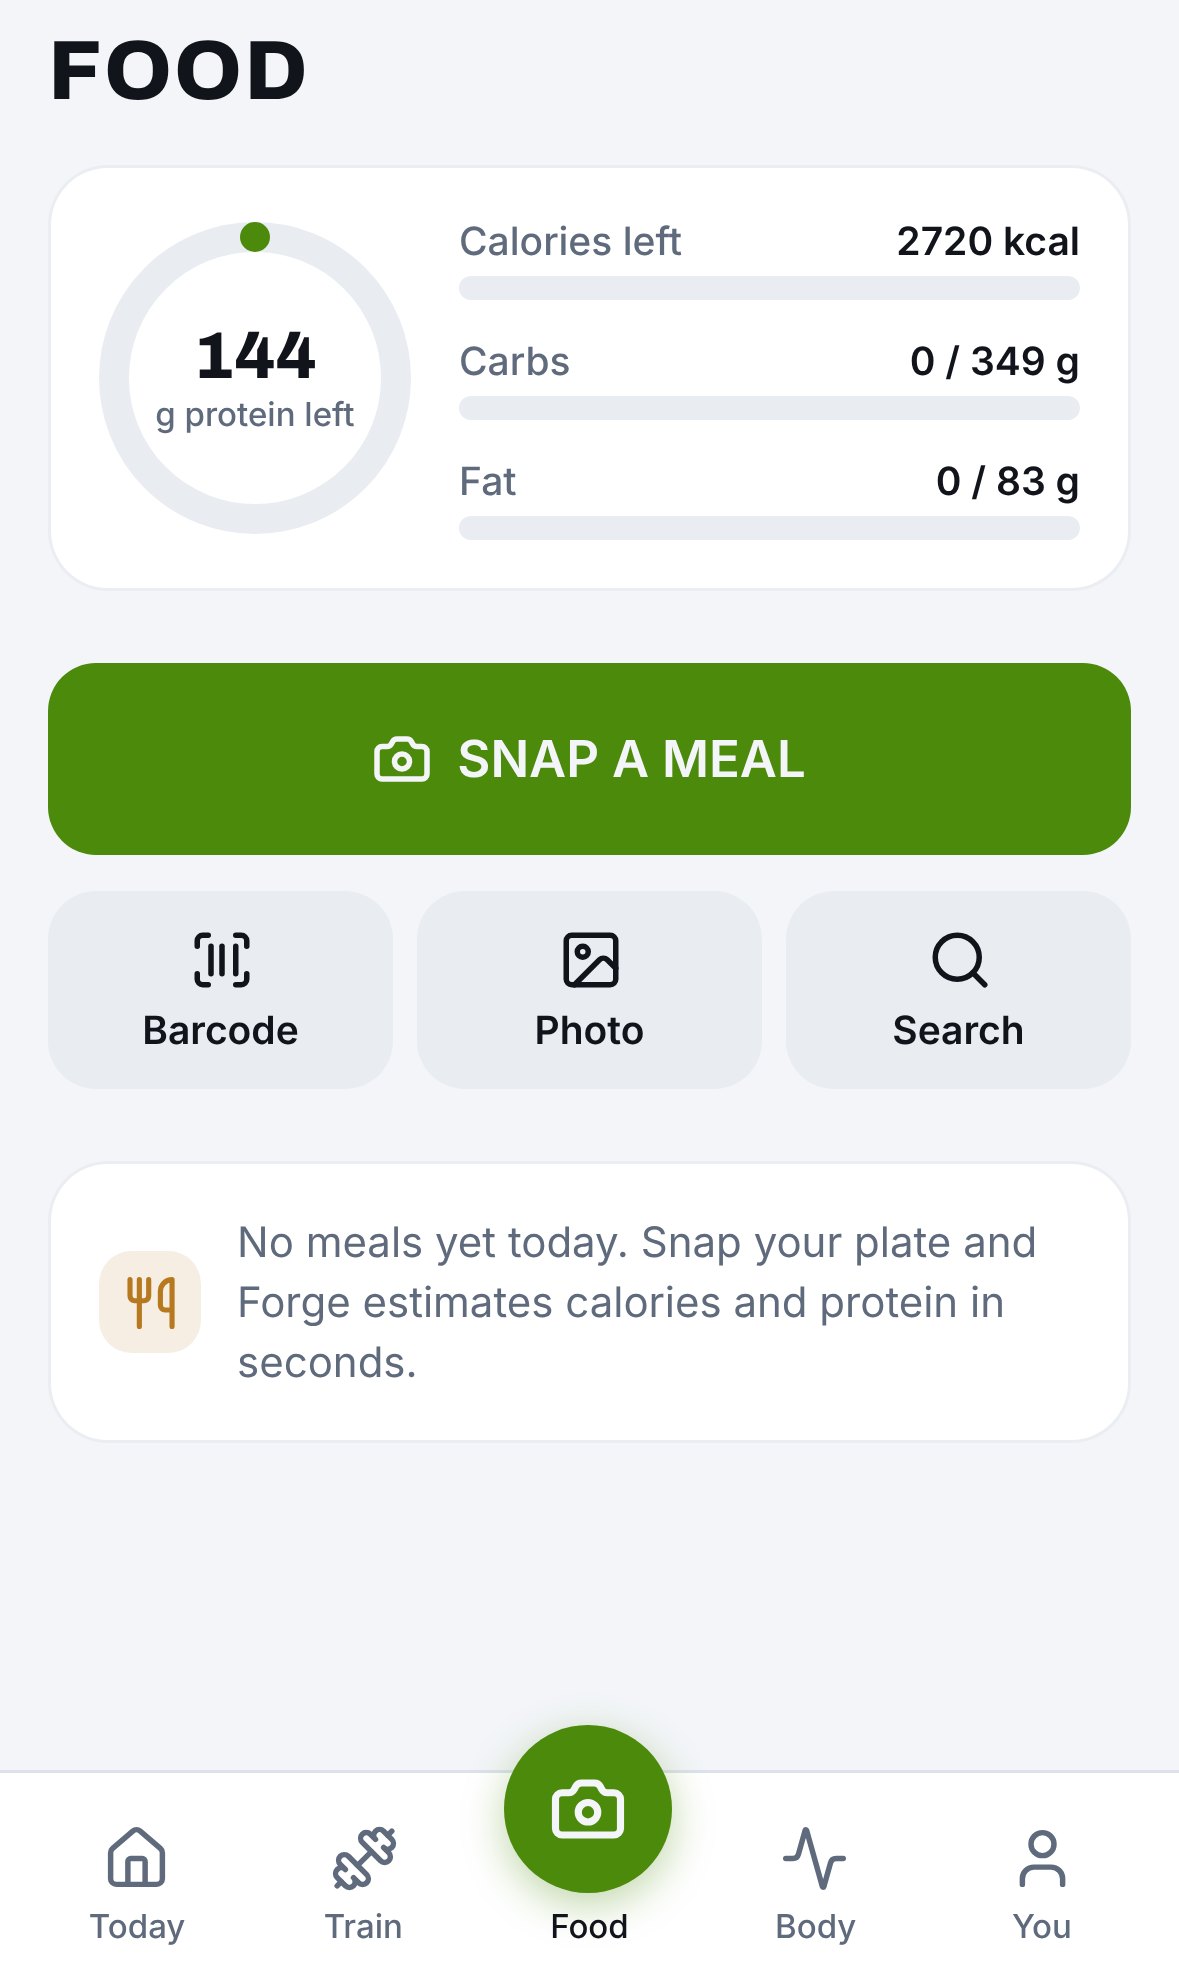 FOOD
144
g protein left
Calories left 2720 kcal
Carbs 0 / 349 g
Fat 0 / 83 g
SNAP A MEAL
Barcode Photo Search
No meals yet today. Snap your plate and
Forge estimates calories and protein in
seconds.
Today Train Food Body You